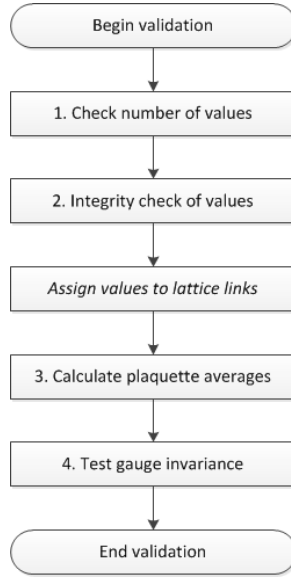 Begin validation
1. Check number of values
2. Integrity check of values
Assign values to lattice links
3. Calculate plaquette averages
4. Test gauge invariance
End validation